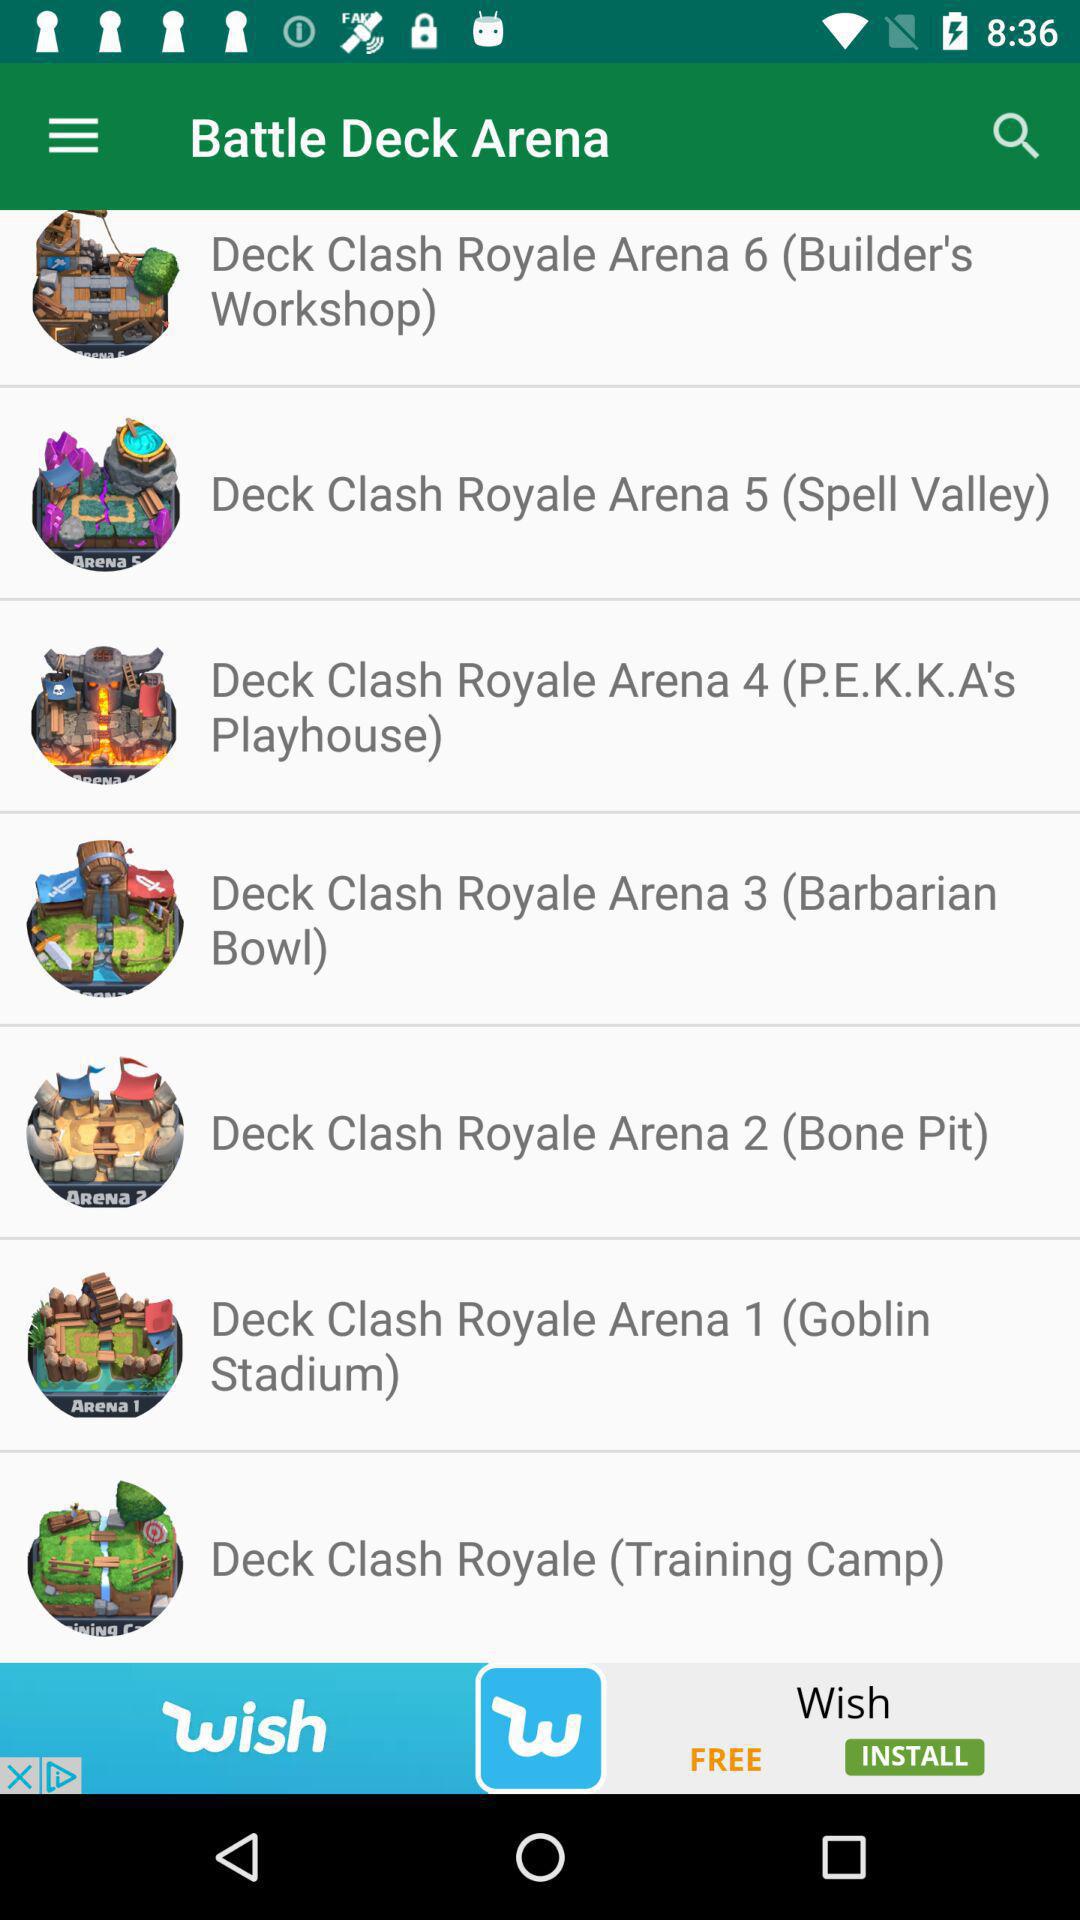 FAKE
8:36
Battle Deck Arena
Deck Clash Royale Arena 6 (Builder's
Workshop)
Arena 6
Deck Clash Royale Arena 5 (Spell Valley)
Arena 5
Deck Clash Royale Arena 4 (P.E.K.K.A's
Playhouse)
Arena 4
Deck Clash Royale Arena 3 (Barbarian
Bowl)
Deck Clash Royale Arena 2 (Bone Pit)
Arena 2
Deck Clash Royale Arena 1 (Goblin
Stadium)
Arena 1
Deck Clash Royale (Training Camp)
wish
Wish
FREE
INSTALL